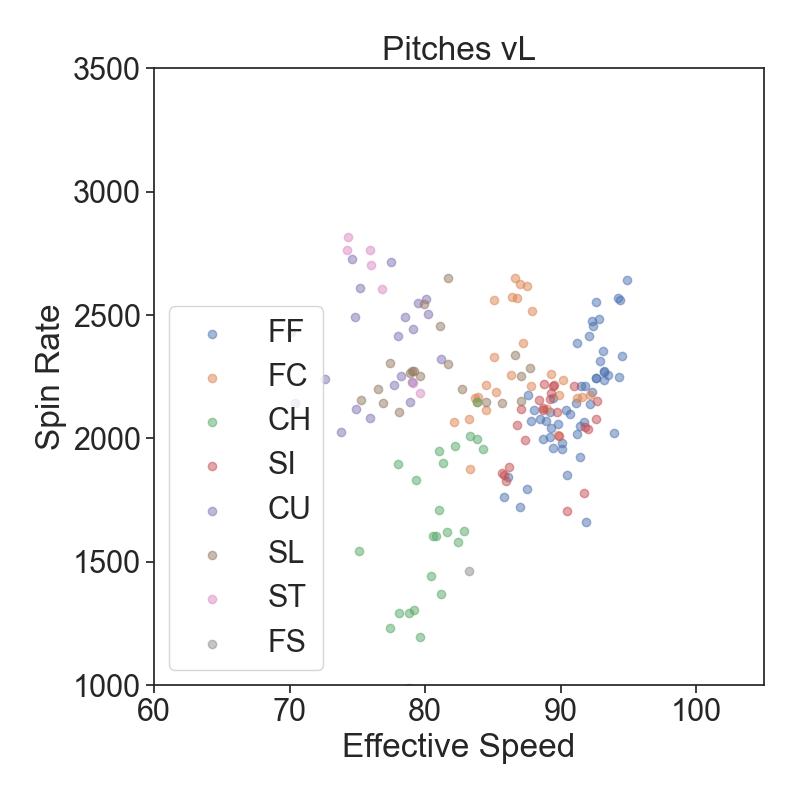 Pitches vL
3500
3000
2500
2000
1500
1000
Spin Rate
FF
FC
CH
SI
CU
SL
ST
FS
60 70 80 90 100
Effective Speed